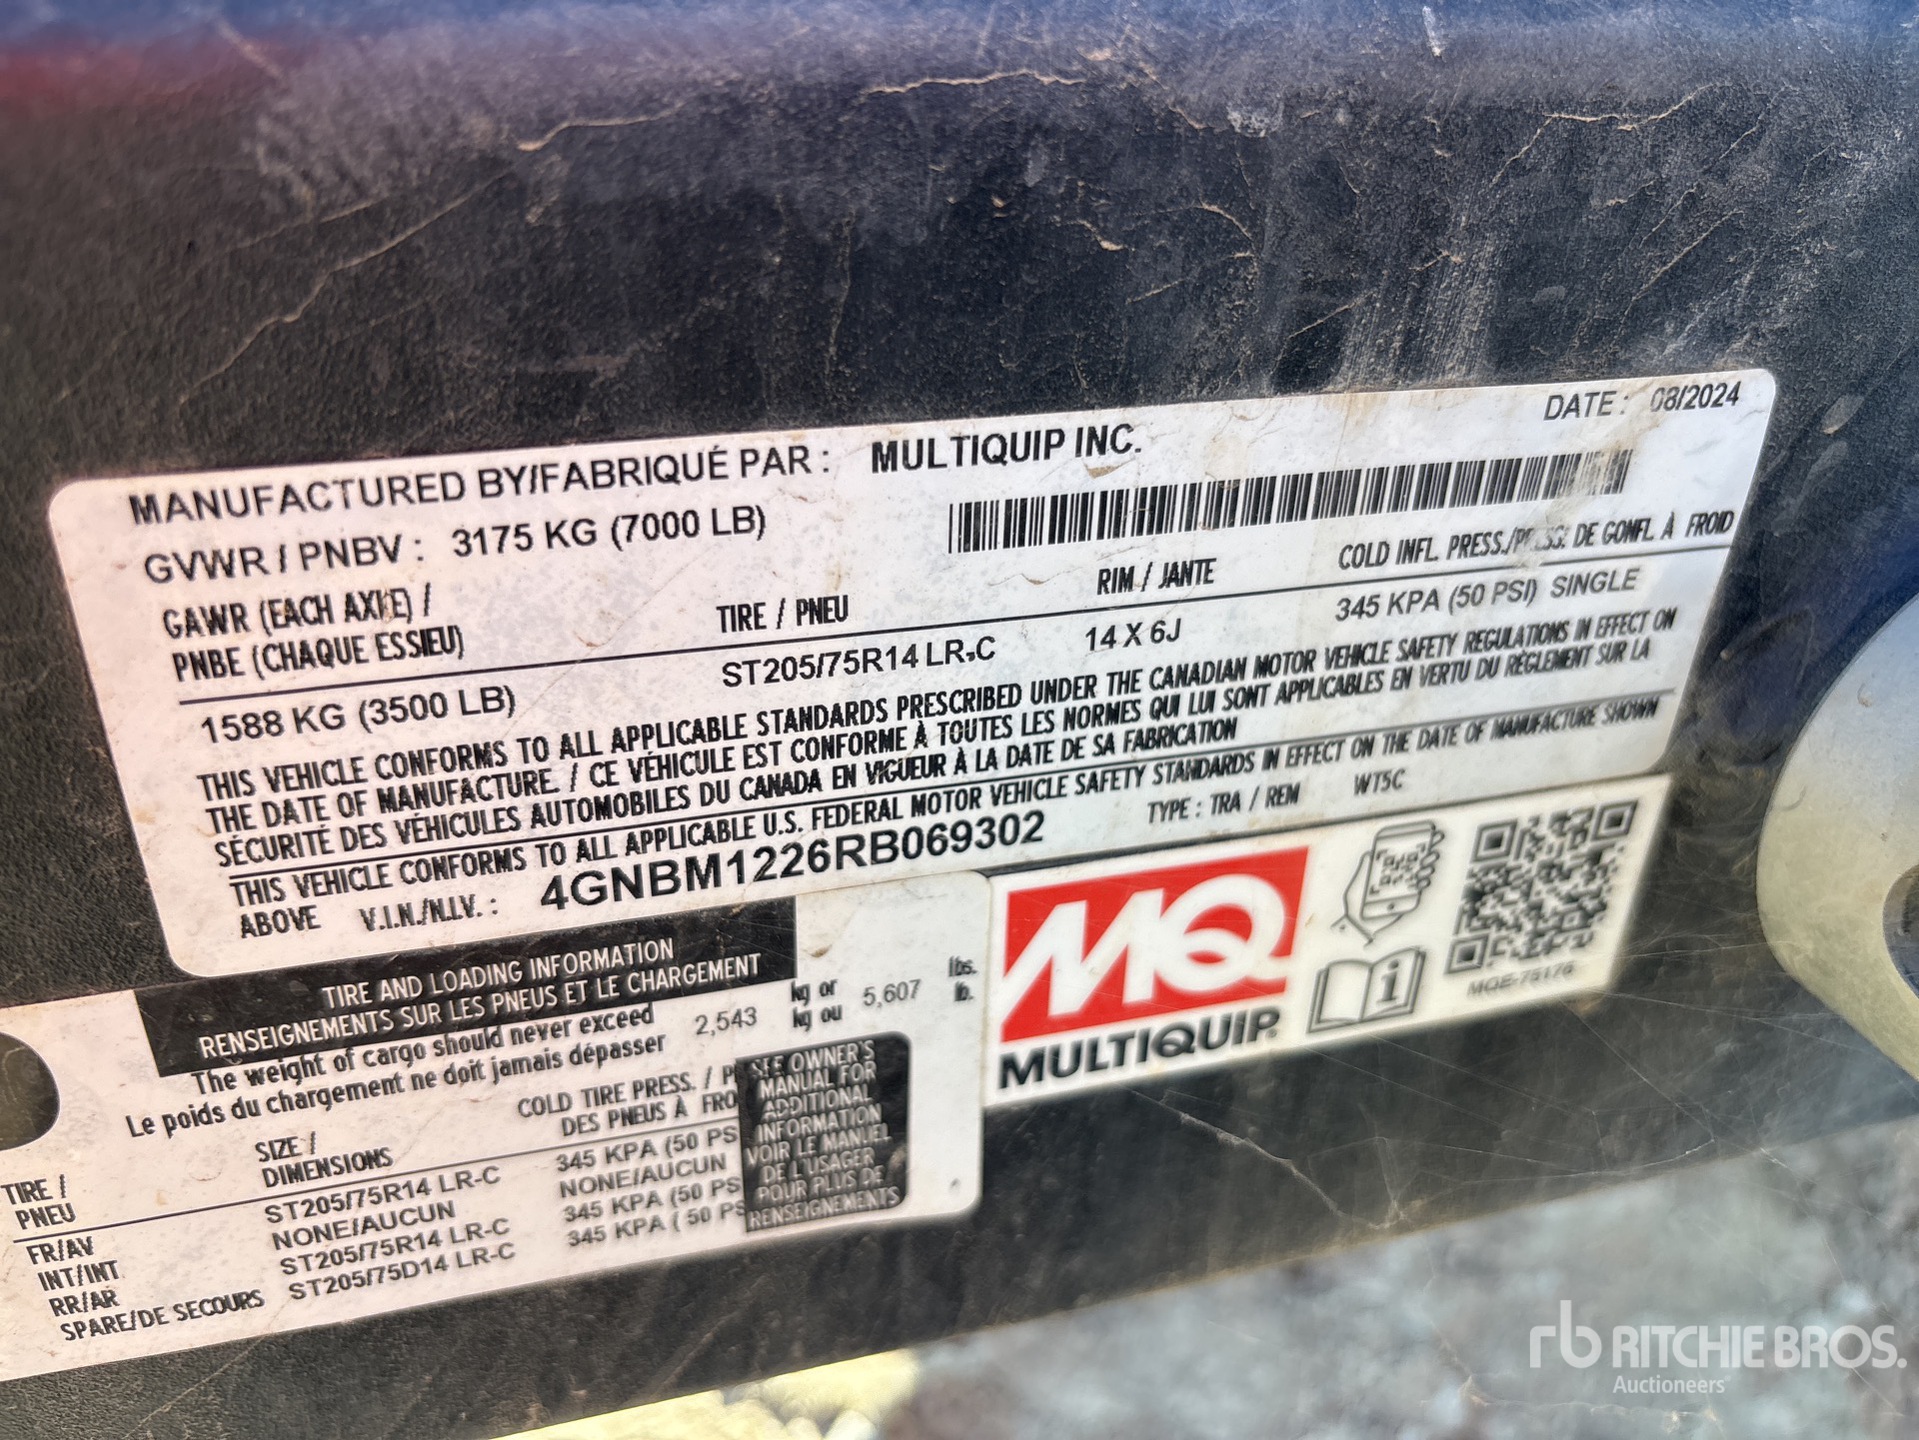 DATE : 08/2024
MANUFACTURED BY/FABRIQUÉ PAR : MULTIQUIP INC.
GVWR / PNBV : 3175 KG (7000 LB)
GAWR (EACH AXLE) / TIRE / PNEU RIM / JANTE COLD INFL. PRESS./PRESS. DE GONFL. À FROID
PNBE (CHAQUE ESSIEU)
1588 KG (3500 LB) ST205/75R14 LR-C 14 X 6J 345 KPA (50 PSI) SINGLE
THIS VEHICLE CONFORMS TO ALL APPLICABLE STANDARDS PRESCRIBED UNDER THE CANADIAN MOTOR VEHICLE SAFETY REGULATIONS IN EFFECT ON
THE DATE OF MANUFACTURE. / CE VÉHICULE EST CONFORME À TOUTES LES NORMES QUI LUI SONT APPLICABLES EN VERTU DU RÈGLEMENT SUR LA
SÉCURITÉ DES VÉHICULES AUTOMOBILES DU CANADA EN VIGUEUR À LA DATE DE SA FABRICATION
THIS VEHICLE CONFORMS TO ALL APPLICABLE U.S. FEDERAL MOTOR VEHICLE SAFETY STANDARDS IN EFFECT ON THE DATE OF MANUFACTURE SHOWN
ABOVE V.I.N./N.I.V. : 4GNBM1226RB069302 TYPE : TRA / REM WT5C
TIRE AND LOADING INFORMATION
RENSEIGNEMENTS SUR LES PNEUS ET LE CHARGEMENT
The weight of cargo should never exceed 2,543 kg or 5,607 lbs.
Le poids du chargement ne doit jamais dépasser kg ou lb.
TIRE / SIZE / COLD TIRE PRESS. / P
PNEU DIMENSIONS DES PNEUS À FRO
FR/AV ST205/75R14 LR-C 345 KPA (50 PS
INT/INT NONE/AUCUN NONE/AUCUN
RR/AR ST205/75R14 LR-C 345 KPA (50 PS
SPARE/DE SECOURS ST205/75D14 LR-C 345 KPA ( 50 PS
SEE OWNER'S
MANUAL FOR
ADDITIONAL
INFORMATION
VOIR LE MANUEL
DE L'USAGER
POUR PLUS DE
RENSEIGNEMENTS
MQ
MULTIQUIP®
i
MQE-75176
rb RITCHIE BROS.
Auctioneers